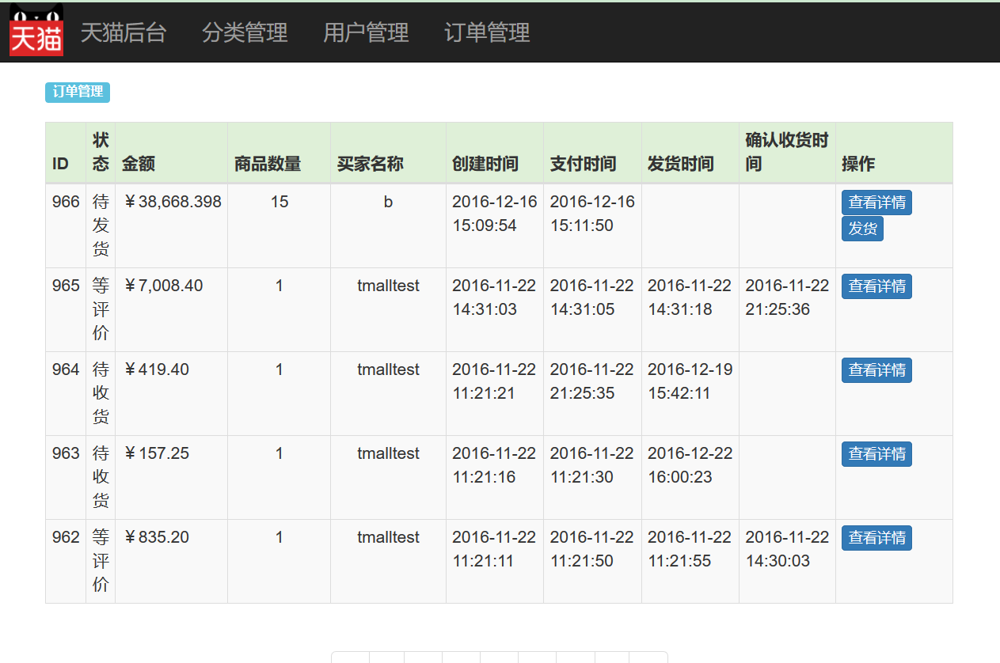 天猫 天猫后台 分类管理 用户管理 订单管理
订单管理
ID 状态 金额 商品数量 买家名称 创建时间 支付时间 发货时间 确认收货时间 操作
966 待发货 ¥38,668.398 15 b 2016-12-16 15:09:54 2016-12-16 15:11:50 查看详情 发货
965 等评价 ¥7,008.40 1 tmalltest 2016-11-22 14:31:03 2016-11-22 14:31:05 2016-11-22 14:31:18 2016-11-22 21:25:36 查看详情
964 待收货 ¥419.40 1 tmalltest 2016-11-22 11:21:21 2016-11-22 21:25:35 2016-12-19 15:42:11 查看详情
963 待收货 ¥157.25 1 tmalltest 2016-11-22 11:21:16 2016-11-22 11:21:30 2016-12-22 16:00:23 查看详情
962 等评价 ¥835.20 1 tmalltest 2016-11-22 11:21:11 2016-11-22 11:21:50 2016-11-22 11:21:55 2016-11-22 14:30:03 查看详情